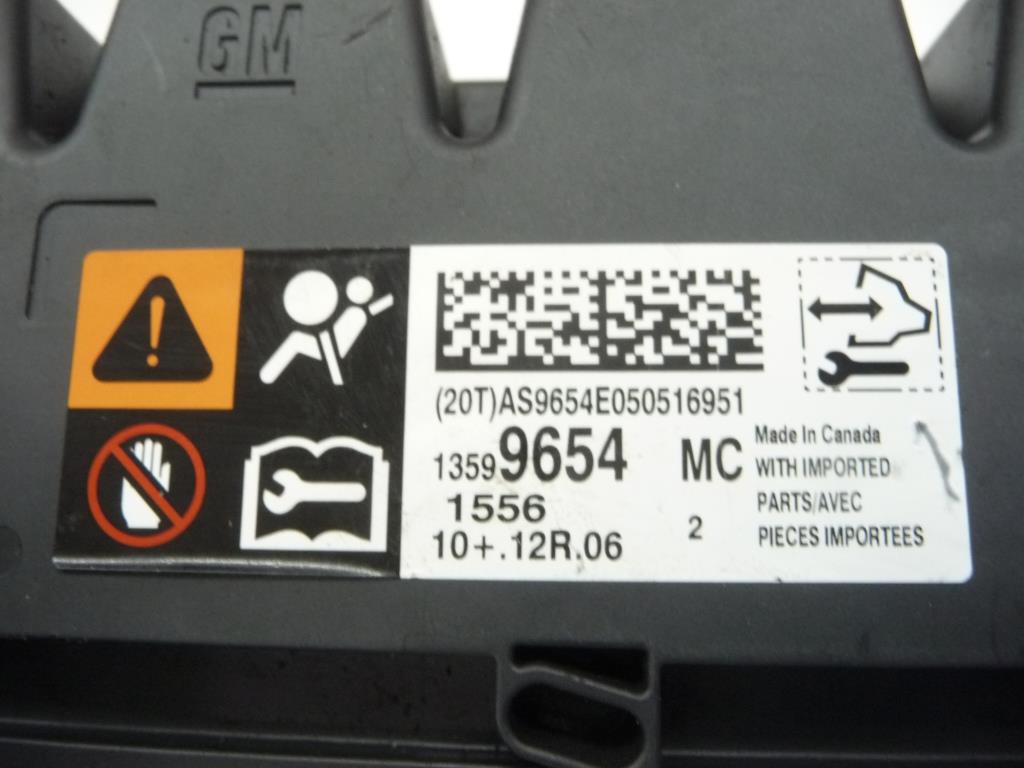 GM
(20T)AS9654E050516951
13599654 MC
1556
10+.12R.06 2
Made In Canada
WITH IMPORTED
PARTS/AVEC
PIECES IMPORTEES